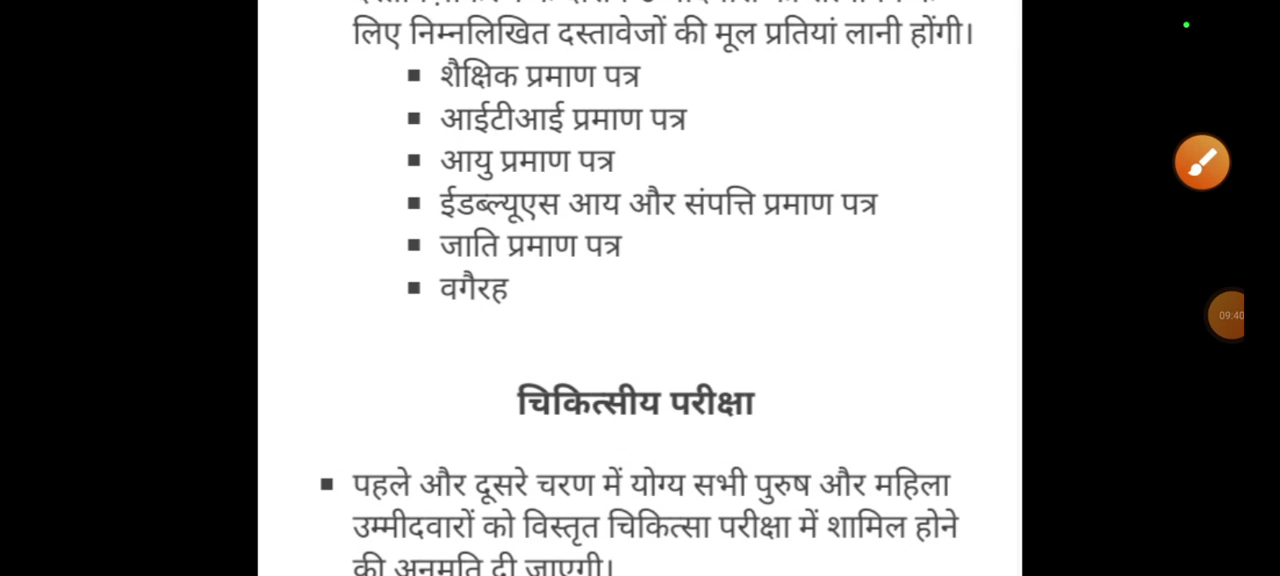 लिए निम्नलिखित दस्तावेजों की मूल प्रतियां लानी होंगी।
▪ शैक्षिक प्रमाण पत्र
▪ आईटीआई प्रमाण पत्र
▪ आयु प्रमाण पत्र
▪ ईडब्ल्यूएस आय और संपत्ति प्रमाण पत्र
▪ जाति प्रमाण पत्र
▪ वगैरह
09:40
चिकित्सीय परीक्षा
▪ पहले और दूसरे चरण में योग्य सभी पुरुष और महिला
उम्मीदवारों को विस्तृत चिकित्सा परीक्षा में शामिल होने
की अनुमति दी जाएगी।